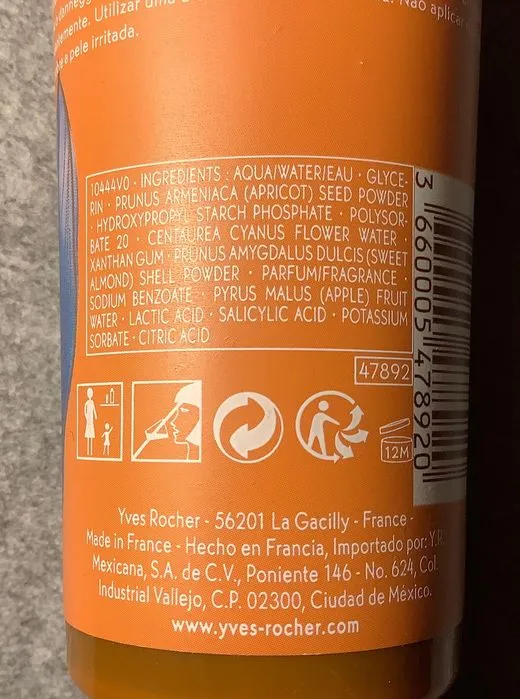 Não aplicar
Utilizar uma
a pele irritada.
10444V0 · INGREDIENTS : AQUA/WATER/EAU · GLYCE-
RIN · PRUNUS ARMENIACA (APRICOT) SEED POWDER
· HYDROXYPROPYL STARCH PHOSPHATE · POLYSOR-
BATE 20 · CENTAUREA CYANUS FLOWER WATER ·
XANTHAN GUM · PRUNUS AMYGDALUS DULCIS (SWEET
ALMOND) SHELL POWDER · PARFUM/FRAGRANCE ·
SODIUM BENZOATE · PYRUS MALUS (APPLE) FRUIT
WATER · LACTIC ACID · SALICYLIC ACID · POTASSIUM
SORBATE · CITRIC ACID
47892
3 660005 478920
12M
Yves Rocher - 56201 La Gacilly - France -
Made in France - Hecho en Francia, Importado por: Y.R.
Mexicana, S.A. de C.V., Poniente 146 - No. 624, Col.
Industrial Vallejo, C.P. 02300, Ciudad de México.
www.yves-rocher.com